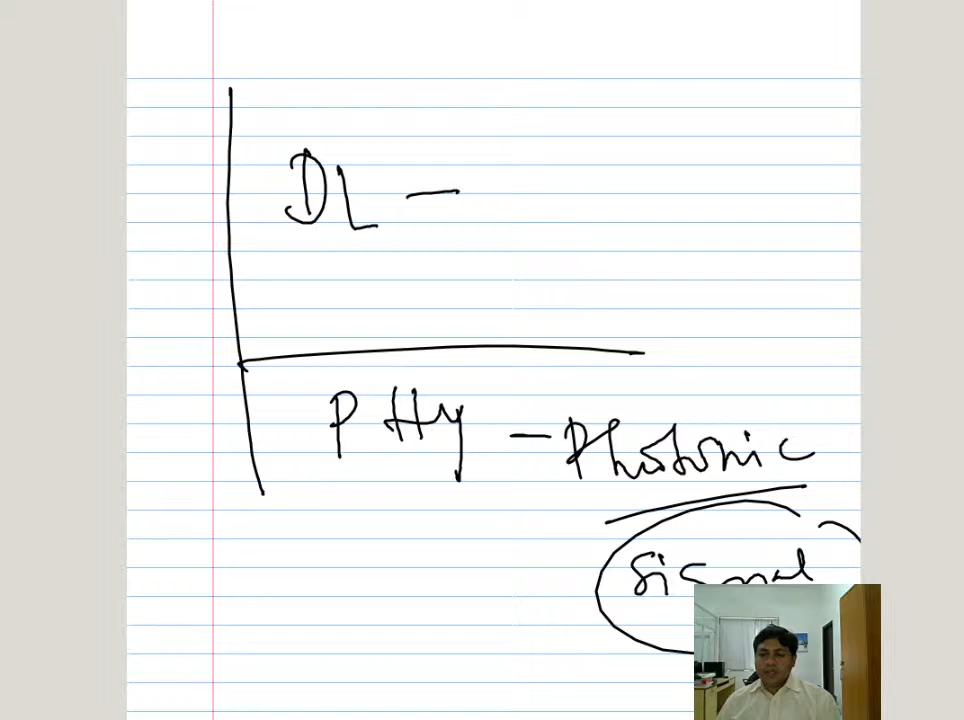 DL —
PHy — Photonic
Signal